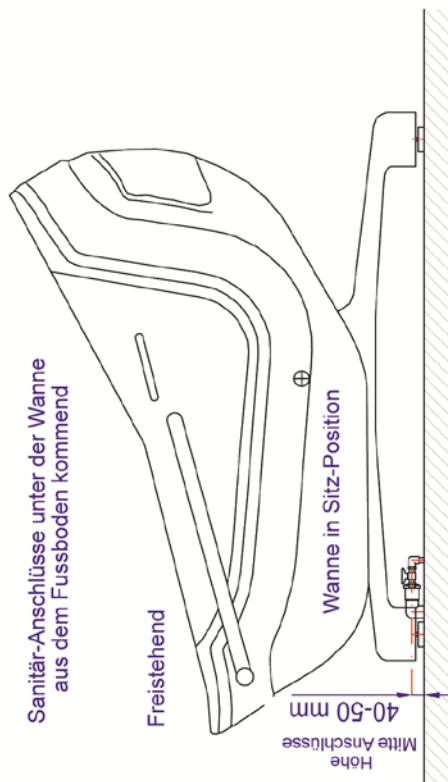 Sanitär-Anschlüsse unter der Wanne
aus dem Fussboden kommend
Freistehend
Wanne in Sitz-Position
40-50 mm
Höhe
Mitte Anschlüsse